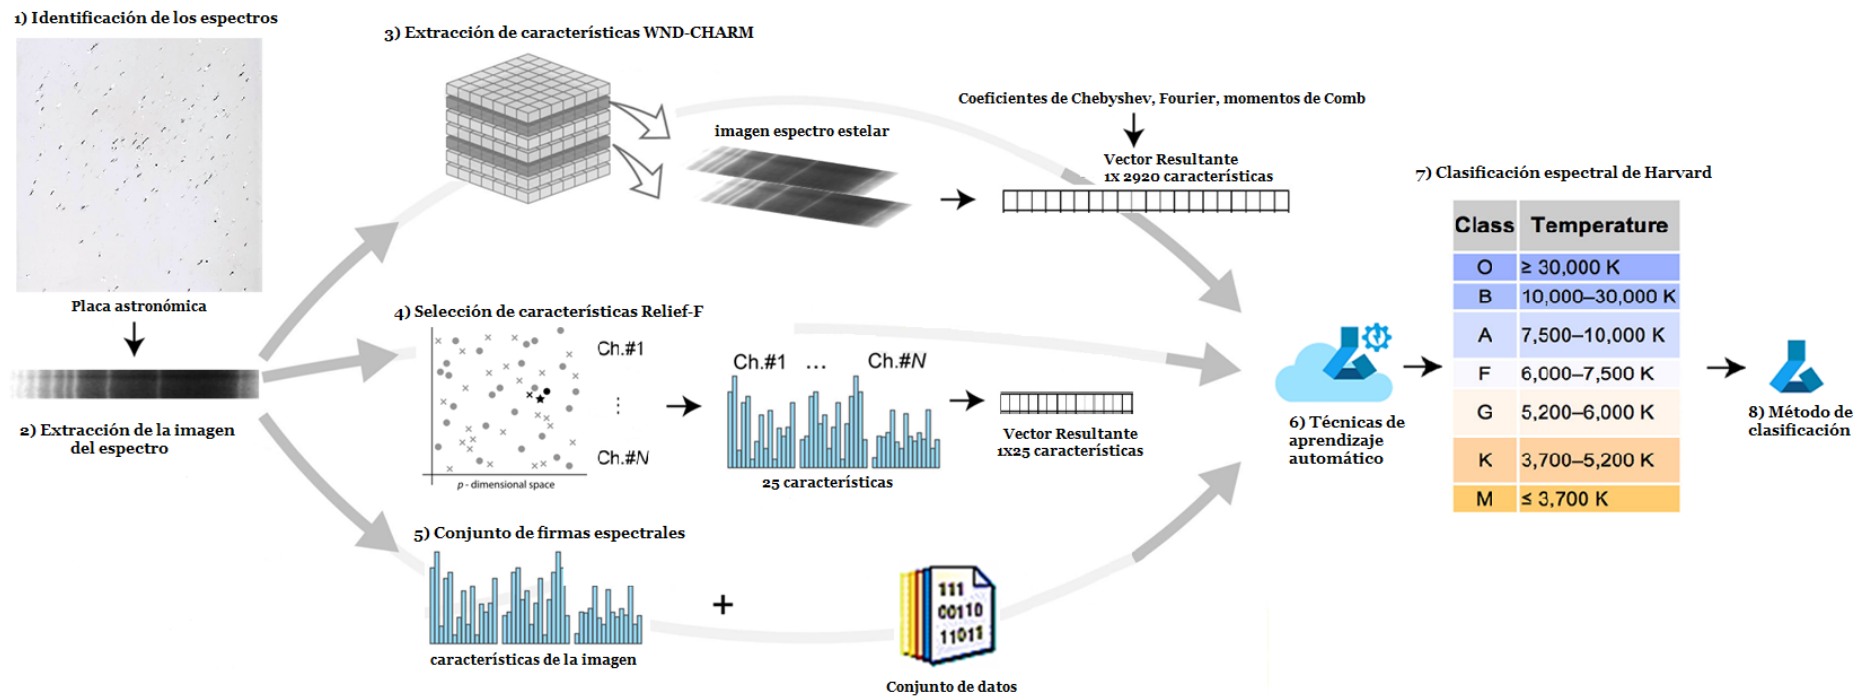 1) Identificación de los espectros
Placa astronómica
2) Extracción de la imagen
del espectro
3) Extracción de características WND-CHARM
imagen espectro estelar
Coeficientes de Chebyshev, Fourier, momentos de Comb
Vector Resultante
1x 2920 características
4) Selección de características Relief-F
Ch.#1
⋮
Ch.#N
p - dimensional space
Ch.#1 ... Ch.#N
25 características
Vector Resultante
1X25 características
5) Conjunto de firmas espectrales
características de la imagen
+
111
00110
11011
Conjunto de datos
6) Técnicas de
aprendizaje
automático
7) Clasificación espectral de Harvard
Class Temperature
O ≥ 30,000 K
B 10,000–30,000 K
A 7,500–10,000 K
F 6,000–7,500 K
G 5,200–6,000 K
K 3,700–5,200 K
M ≤ 3,700 K
8) Método de
clasificación